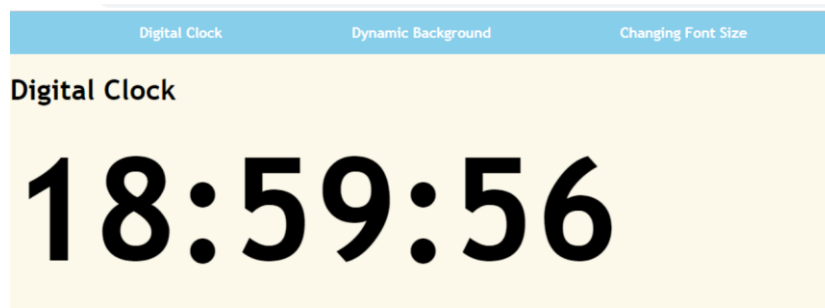 Digital Clock Dynamic Background Changing Font Size
Digital Clock
18:59:56